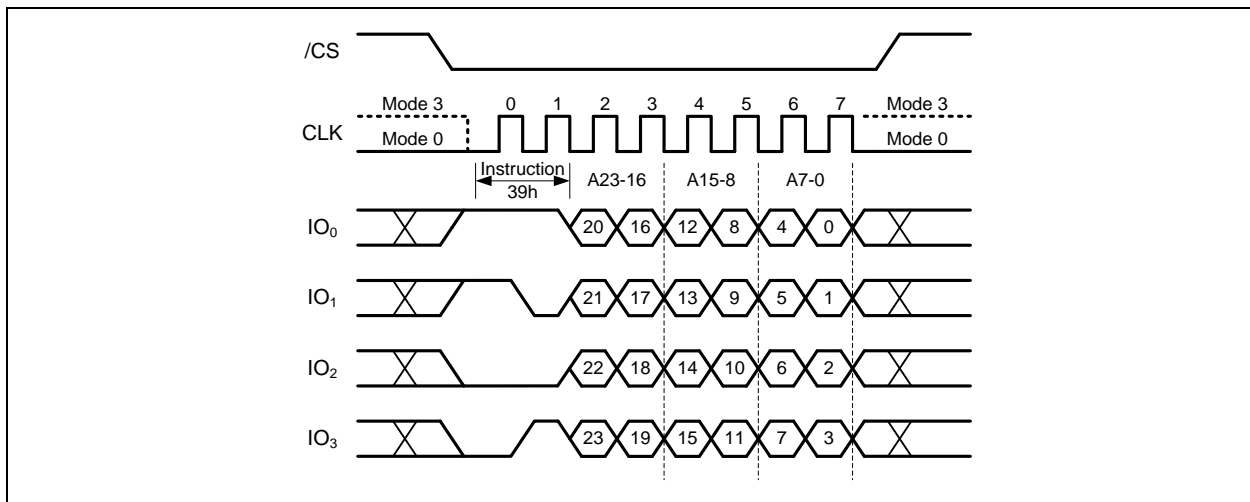 /CS
Mode 3 0 1 2 3 4 5 6 7 Mode 3
CLK Mode 0 Mode 0
Instruction A23-16 A15-8 A7-0
39h
IO0 20 16 12 8 4 0
IO1 21 17 13 9 5 1
IO2 22 18 14 10 6 2
IO3 23 19 15 11 7 3